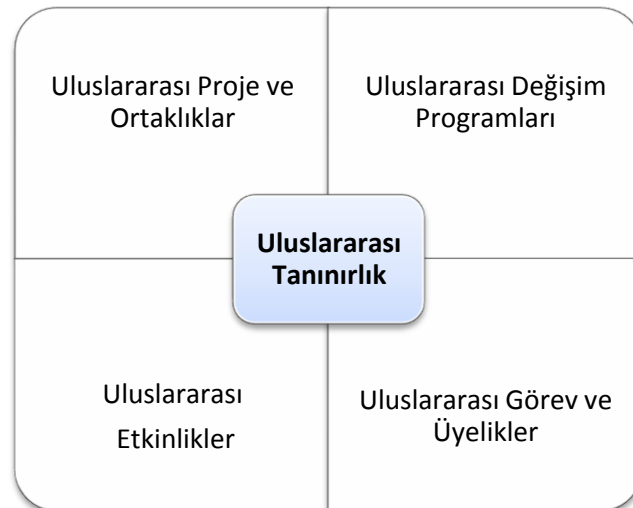 Uluslararası Proje ve
Ortaklıklar
Uluslararası Değişim
Programları
Uluslararası
Tanınırlık
Uluslararası
Etkinlikler
Uluslararası Görev ve
Üyelikler